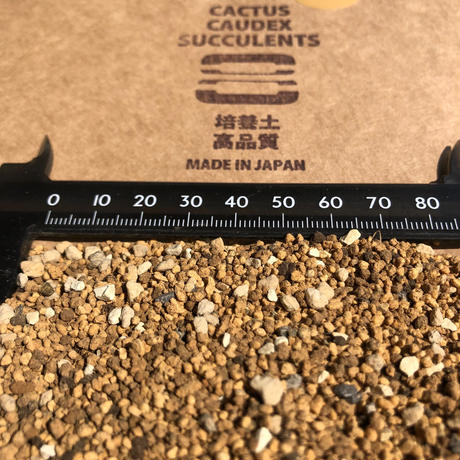 CACTUS
CAUDEX
SUCCULENTS
培養土
高品質
MADE IN JAPAN
0 10 20 30 40 50 60 70 80